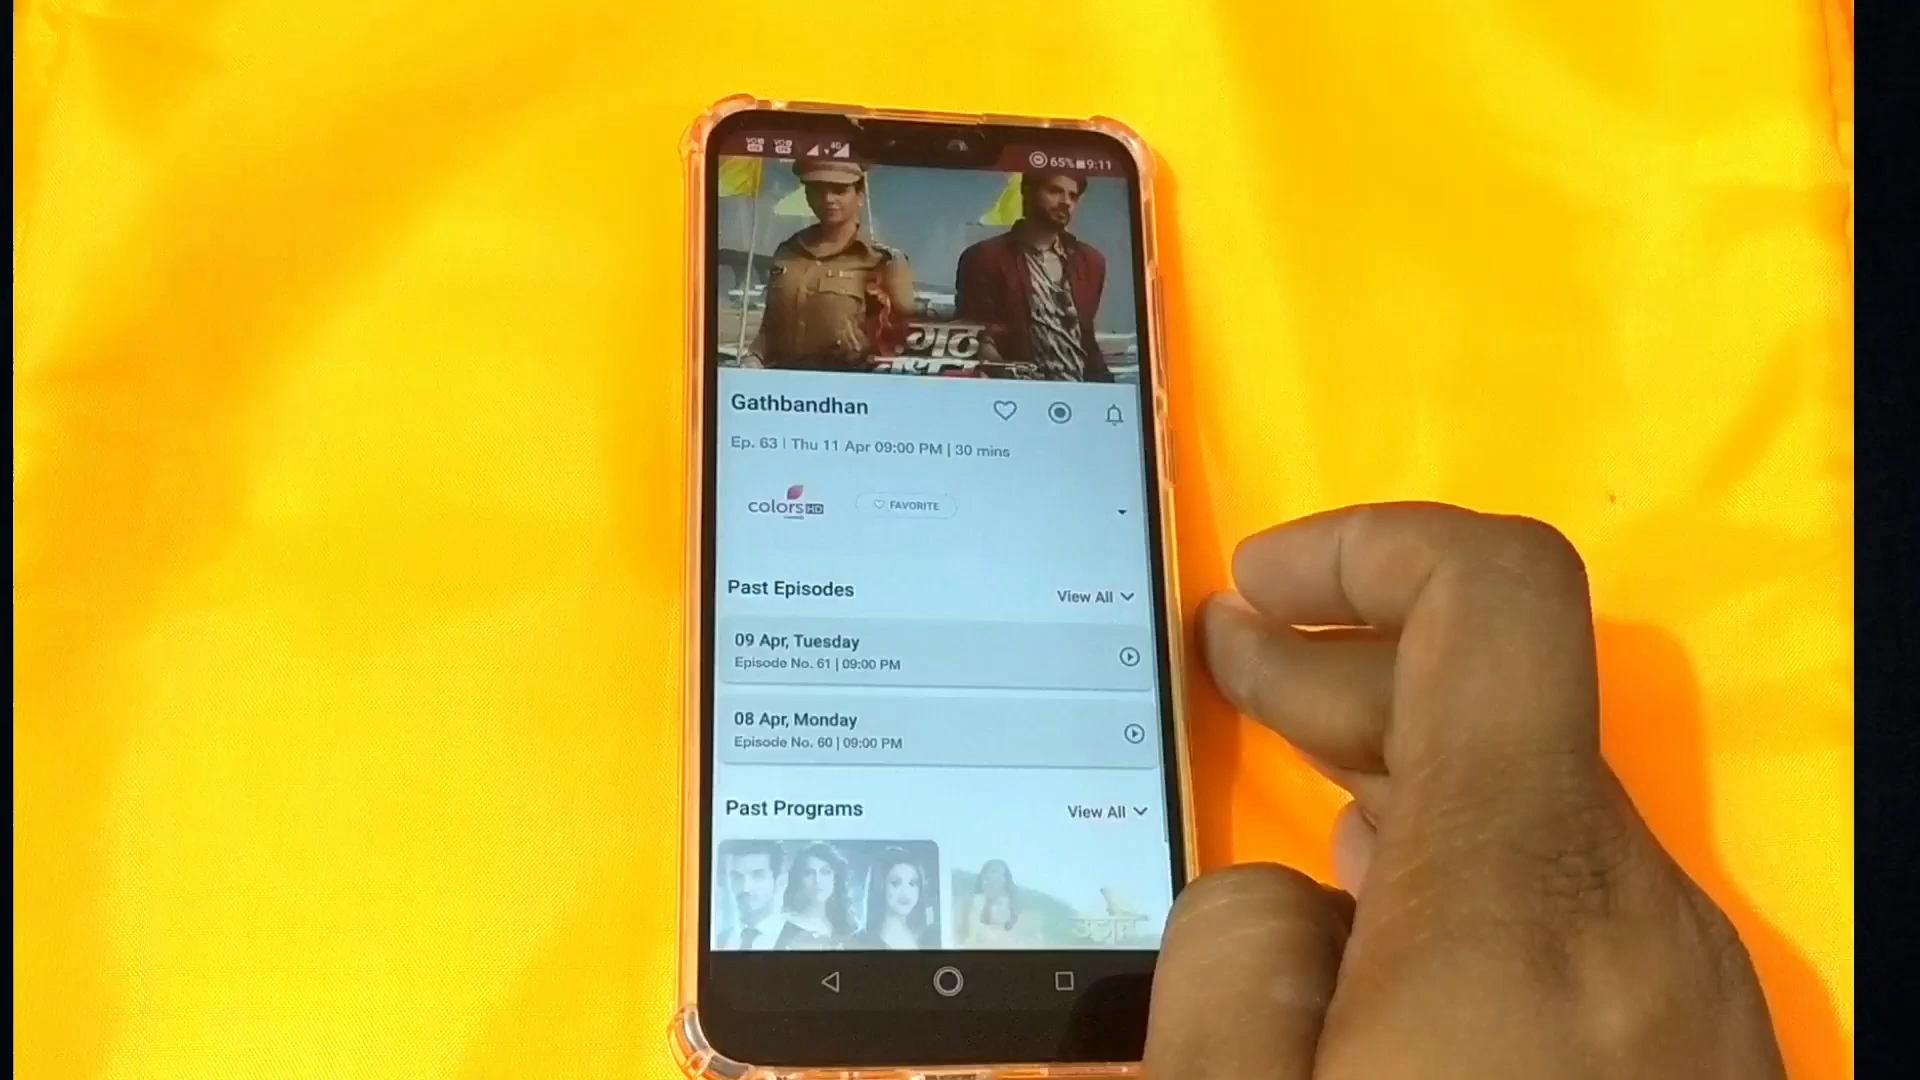 4G
65% 9:11
गठ
Gathbandhan
Ep. 63 | Thu 11 Apr 09:00 PM | 30 mins
colors HD
FAVORITE
Past Episodes
View All
09 Apr, Tuesday
Episode No. 61 | 09:00 PM
08 Apr, Monday
Episode No. 60 | 09:00 PM
Past Programs
View All